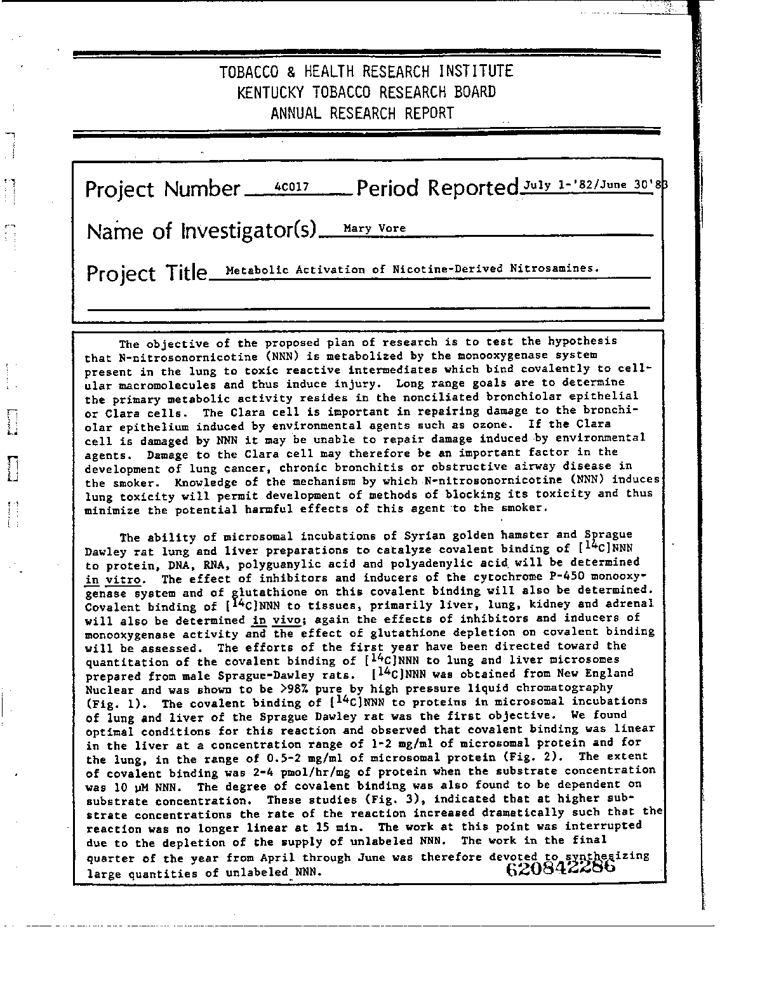 TOBACCO & HEALTH RESEARCH INSTITUTE
KENTUCKY TOBACCO RESEARCH BOARD
ANNUAL RESEARCH REPORT
Project Number 4C017 Period Reported July 1-'82/June 30'83
Name of Investigator(s) Mary Vore
Project Title Metabolic Activation of Nicotine-Derived Nitrosamines.
The objective of the proposed plan of research is to test the hypothesis
that N-nitrosonornicotine (NNN) is metabolized by the monooxygenase system
present in the lung to toxic reactive intermediates which bind covalently to cell-
ular macromolecules and thus induce injury. Long range goals are to determine
the primary metabolic activity resides in the nonciliated bronchiolar epithelial
or Clara cells. The Clara cell is important in repairing damage to the bronchi-
olar epithelium induced by environmental agents such as ozone. If the Clara
cell is damaged by NNN it may be unable to repair damage induced by environmental
agents. Damage to the Clara cell may therefore be an important factor in the
development of lung cancer, chronic bronchitis or obstructive airway disease in
the smoker. Knowledge of the mechanism by which N-nitrosonornicotine (NNN) induces
lung toxicity will permit development of methods of blocking its toxicity and thus
minimize the potential harmful effects of this agent to the smoker.
The ability of microsomal incubations of Syrian golden hamster and Sprague
Dawley rat lung and liver preparations to catalyze covalent binding of [14C]NNN
to protein, DNA, RNA, polyguanylic acid and polyadenylic acid will be determined
in vitro. The effect of inhibitors and inducers of the cytochrome P-450 monooxy-
genase system and of glutathione on this covalent binding will also be determined.
Covalent binding of [14C]NNN to tissues, primarily liver, lung, kidney and adrenal
will also be determined in vivo; again the effects of inhibitors and inducers of
monooxygenase activity and the effect of glutathione depletion on covalent binding
will be assessed. The efforts of the first year have been directed toward the
quantitation of the covalent binding of [14C]NNN to lung and liver microsomes
prepared from male Sprague-Dawley rats. [14C]NNN was obtained from New England
Nuclear and was shown to be >98% pure by high pressure liquid chromatography
(Fig. 1). The covalent binding of [14C]NNN to proteins in microsomal incubations
of lung and liver of the Sprague Dawley rat was the first objective. We found
optimal conditions for this reaction and observed that covalent binding was linear
in the liver at a concentration range of 1-2 mg/ml of microsomal protein and for
the lung, in the range of 0.5-2 mg/ml of microsomal protein (Fig. 2). The extent
of covalent binding was 2-4 pmol/hr/mg of protein when the substrate concentration
was 10 µM NNN. The degree of covalent binding was also found to be dependent on
substrate concentration. These studies (Fig. 3), indicated that at higher sub-
strate concentrations the rate of the reaction increased dramatically such that the
reaction was no longer linear at 15 min. The work at this point was interrupted
due to the depletion of the supply of unlabeled NNN. The work in the final
quarter of the year from April through June was therefore devoted to synthesizing
large quantities of unlabeled NNN.
620842286